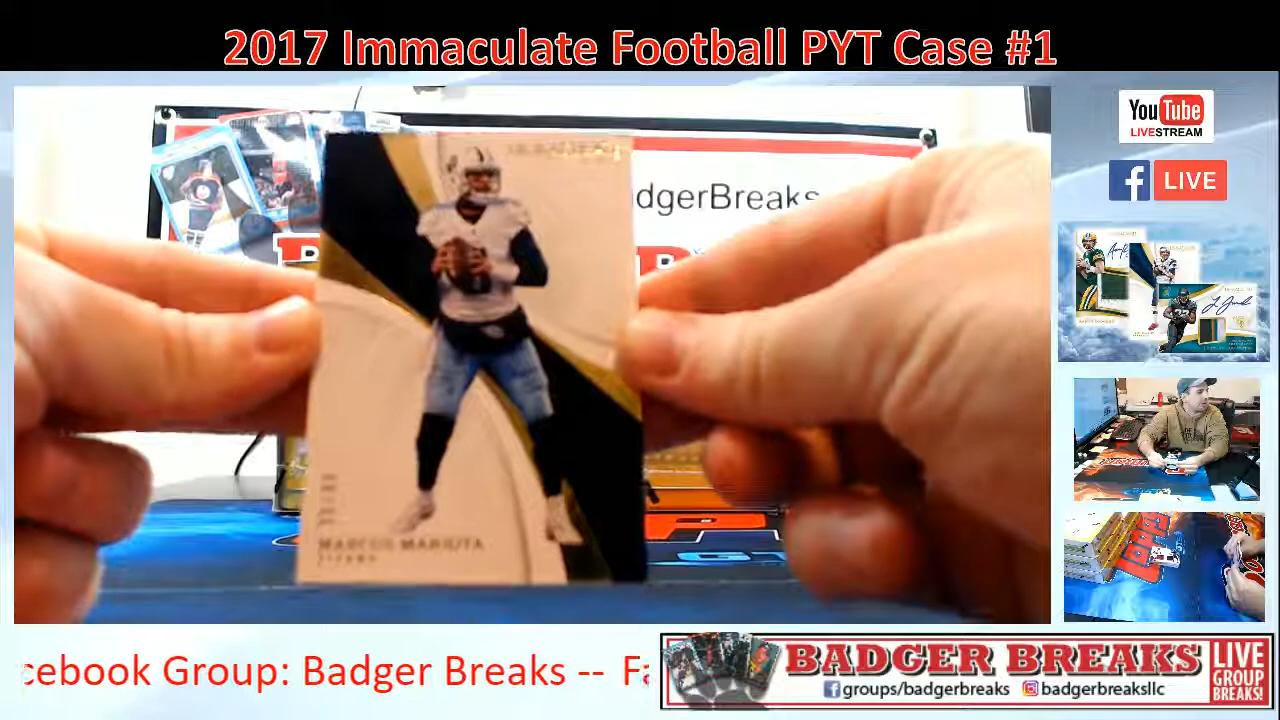 2017 Immaculate Football PYT Case #1
YouTube
LIVESTREAM
f LIVE
dgerBreaks
MARCUS MARIOTA
TITANS
cebook Group: Badger Breaks -- Fa
BADGER BREAKS
LIVE
GROUP
BREAKS!
groups/badgerbreaks
badgerbreaksllc